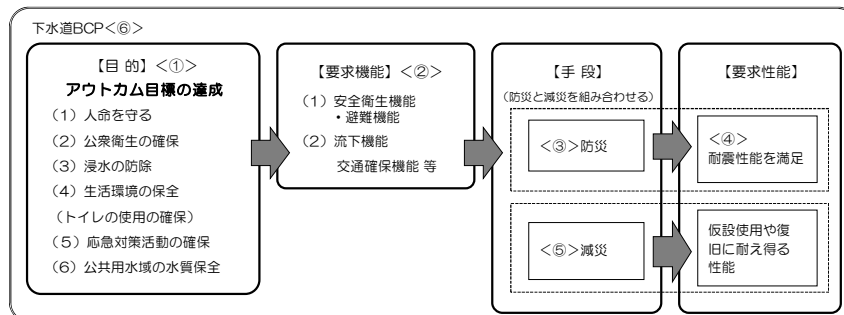 下水道BCP<⑥>
【目 的】<①>
アウトカム目標の達成
(1)人命を守る
(2)公衆衛生の確保
(3)浸水の防除
(4)生活環境の保全
(トイレの使用の確保)
(5)応急対策活動の確保
(6)公共用水域の水質保全
【要求機能】<②>
(1)安全衛生機能
・避難機能
(2)流下機能
交通確保機能 等
【手 段】
(防災と減災を組み合わせる)
<③>防災
<⑤>減災
【要求性能】
<④>
耐震性能を満足
仮設使用や復
旧に耐え得る
性能